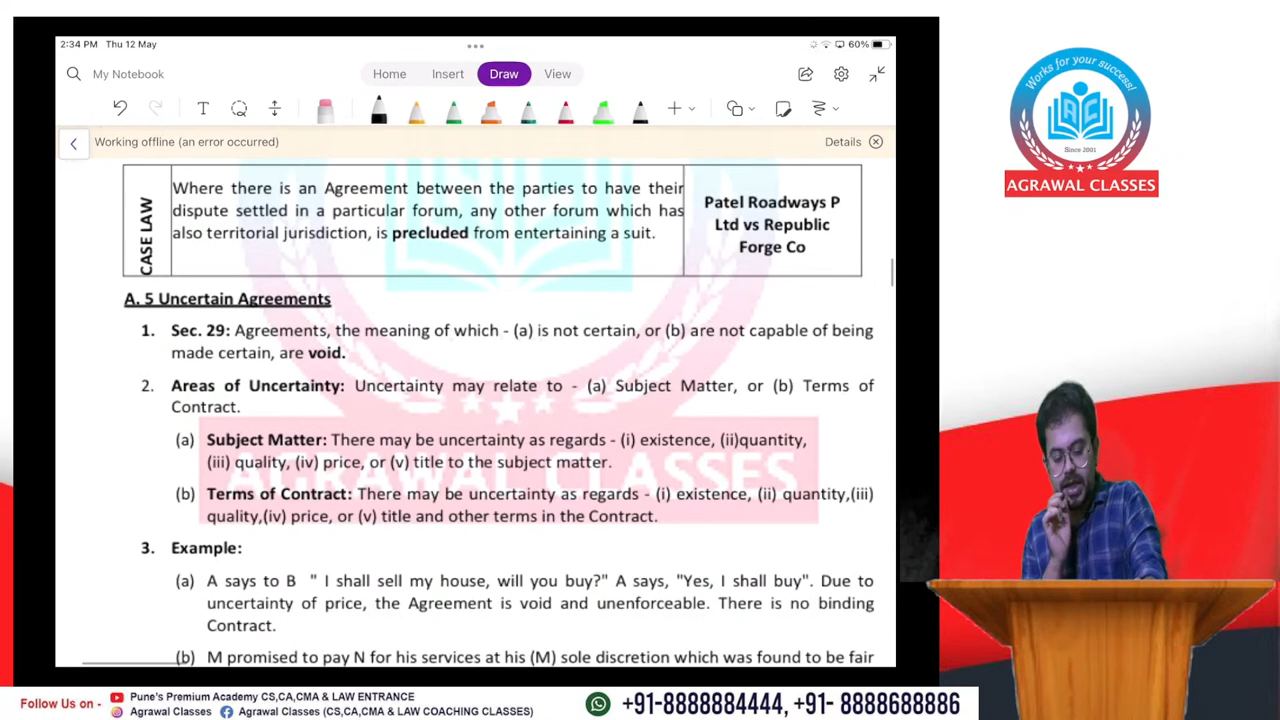 2:34 PM Thu 12 May
60%
My Notebook
Home Insert Draw View
Working offline (an error occurred)
Details
CASE LAW
Where there is an Agreement between the parties to have their
dispute settled in a particular forum, any other forum which has
also territorial jurisdiction, is precluded from entertaining a suit.
Patel Roadways P
Ltd vs Republic
Forge Co
A. 5 Uncertain Agreements
1. Sec. 29: Agreements, the meaning of which - (a) is not certain, or (b) are not capable of being
made certain, are void.
2. Areas of Uncertainty: Uncertainty may relate to - (a) Subject Matter, or (b) Terms of
Contract.
(a) Subject Matter: There may be uncertainty as regards - (i) existence, (ii)quantity,
(iii) quality, (iv) price, or (v) title to the subject matter.
(b) Terms of Contract: There may be uncertainty as regards - (i) existence, (ii) quantity,(iii)
quality,(iv) price, or (v) title and other terms in the Contract.
3. Example:
(a) A says to B " I shall sell my house, will you buy?" A says, "Yes, I shall buy". Due to
uncertainty of price, the Agreement is void and unenforceable. There is no binding
Contract.
(b) M promised to pay N for his services at his (M) sole discretion which was found to be fair
AGRAWAL CLASSES
Works for your success!
AC
Since 2001
AGRAWAL CLASSES
Follow Us on -
Pune's Premium Academy CS,CA,CMA & LAW ENTRANCE
Agrawal Classes
Agrawal Classes (CS,CA,CMA & LAW COACHING CLASSES)
+91-8888884444, +91- 8888688886